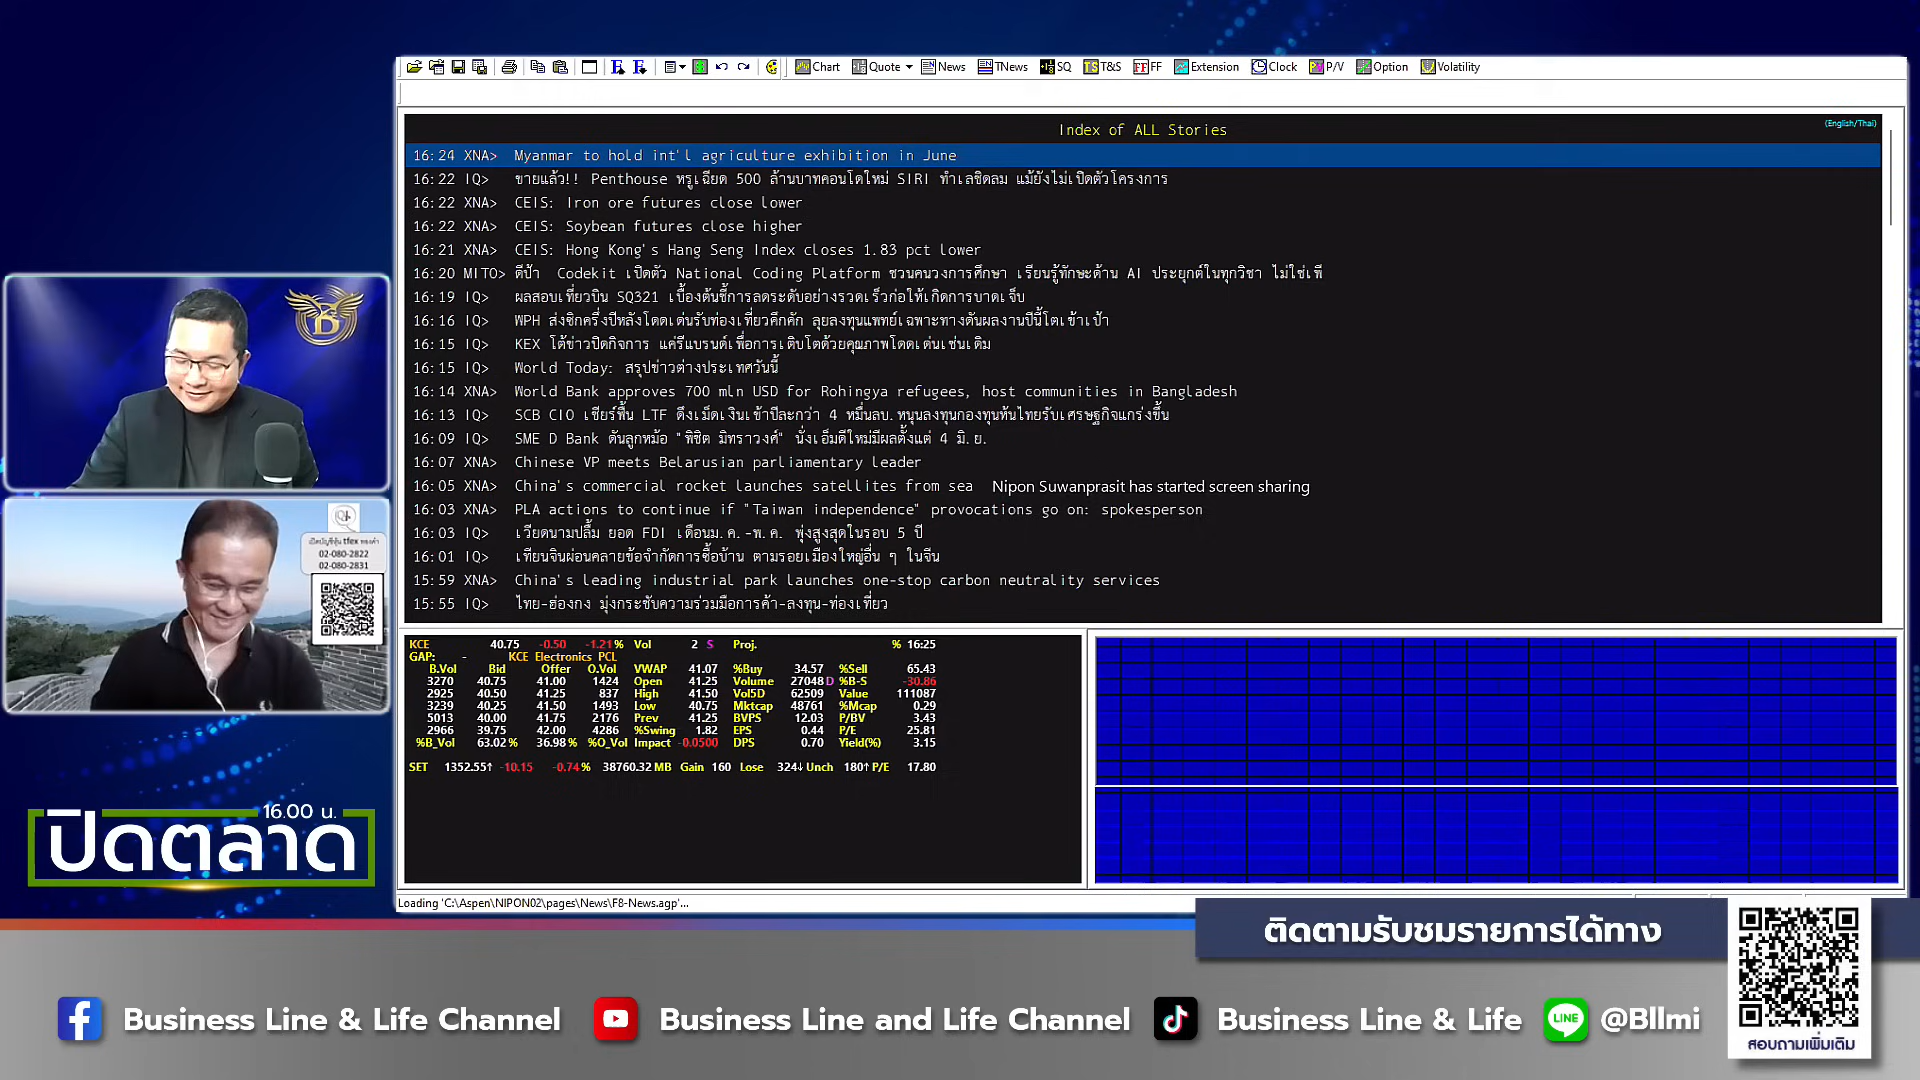 Chart Quote News TNews SQ T&S FF Extension Clock P/V Option Volatility
Index of ALL Stories
(English/Thai)
16:24 XNA> Myanmar to hold int'l agriculture exhibition in June
16:22 IQ> ขายแล้ว!! Penthouse หรูเฉียด 500 ล้านบาทคอนโดใหม่ SIRI ทำเลชิดลม แม้ยังไม่เปิดตัวโครงการ
16:22 XNA> CEIS: Iron ore futures close lower
16:22 XNA> CEIS: Soybean futures close higher
16:21 XNA> CEIS: Hong Kong's Hang Seng Index closes 1.83 pct lower
16:20 MITO> ดีป้า Codekit เปิดตัว National Coding Platform ชวนคนวงการศึกษา เรียนรู้ทักษะด้าน AI ประยุกต์ในทุกวิชา ไม่ใช่เพี
16:19 IQ> ผลสอบเที่ยวบิน SQ321 เบื้องต้นชี้การลดระดับอย่างรวดเร็วก่อให้เกิดการบาดเจ็บ
16:16 IQ> WPH ส่งซิกครึ่งปีหลังโดดเด่นรับท่องเที่ยวคึกคัก ลุยลงทุนแพทย์เฉพาะทางดันผลงานปีนี้โตเข้าเป้า
16:15 IQ> KEX โต้ข่าวปิดกิจการ แค่รีแบรนด์เพื่อการเติบโตด้วยคุณภาพโดดเด่นเช่นเดิม
16:15 IQ> World Today: สรุปข่าวต่างประเทศวันนี้
16:14 XNA> World Bank approves 700 mln USD for Rohingya refugees, host communities in Bangladesh
16:13 IQ> SCB CIO เชียร์ฟื้น LTF ดึงเม็ดเงินเข้าปีละกว่า 4 หมื่นลบ. หนุนลงทุนกองทุนหุ้นไทยรับเศรษฐกิจแกร่งขึ้น
16:09 IQ> SME D Bank ดันลูกหม้อ "พิชิต มิทราวงศ์" นั่งเอ็มดีใหม่มีผลตั้งแต่ 4 มิ.ย.
16:07 XNA> Chinese VP meets Belarusian parliamentary leader
16:05 XNA> China's commercial rocket launches satellites from sea
Nipon Suwanprasit has started screen sharing
16:03 XNA> PLA actions to continue if "Taiwan independence" provocations go on: spokesperson
16:03 IQ> เวียดนามปลื้ม ยอด FDI เดือนม.ค.-พ.ค. พุ่งสูงสุดในรอบ 5 ปี
16:01 IQ> เทียนจินผ่อนคลายข้อจำกัดการซื้อบ้าน ตามรอยเมืองใหญ่อื่น ๆ ในจีน
15:59 XNA> China's leading industrial park launches one-stop carbon neutrality services
15:55 IQ> ไทย-ฮ่องกง มุ่งกระชับความร่วมมือการค้า-ลงทุน-ท่องเที่ยว
KCE 40.75 -0.50 -1.21% Vol 2 S Proj. % 16:25
GAP: - KCE Electronics PCL
B.Vol Bid Offer O.Vol VWAP 41.07 %Buy 34.57 %Sell 65.43
3270 40.75 41.00 1424 Open 41.25 Volume 27048 D %B-S -30.86
2925 40.50 41.25 837 High 41.50 Vol5D 62509 Value 111087
3239 40.25 41.50 1493 Low 40.75 Mktcap 48761 %Mcap 0.29
5013 40.00 41.75 2176 Prev 41.25 BVPS 12.03 P/BV 3.43
2966 39.75 42.00 4286 %Swing 1.82 EPS 0.44 P/E 25.81
%B_Vol 63.02% 36.98% %O_Vol Impact -0.0500 DPS 0.70 Yield(%) 3.15
SET 1352.55↑ -10.15 -0.74% 38760.32 MB Gain 160 Lose 324↓ Unch 180↑ P/E 17.80
Loading 'C:\Aspen\NIPON02\pages\News\F8-News.agp'...
เปิดบัญชีหุ้น tfex ทองคำ
02-080-2822
02-080-2831
16.00 น.
ปิดตลาด
ติดตามรับชมรายการได้ทาง
Business Line & Life Channel
Business Line and Life Channel
Business Line & Life
LINE
@Bllmi
สอบถามเพิ่มเติม